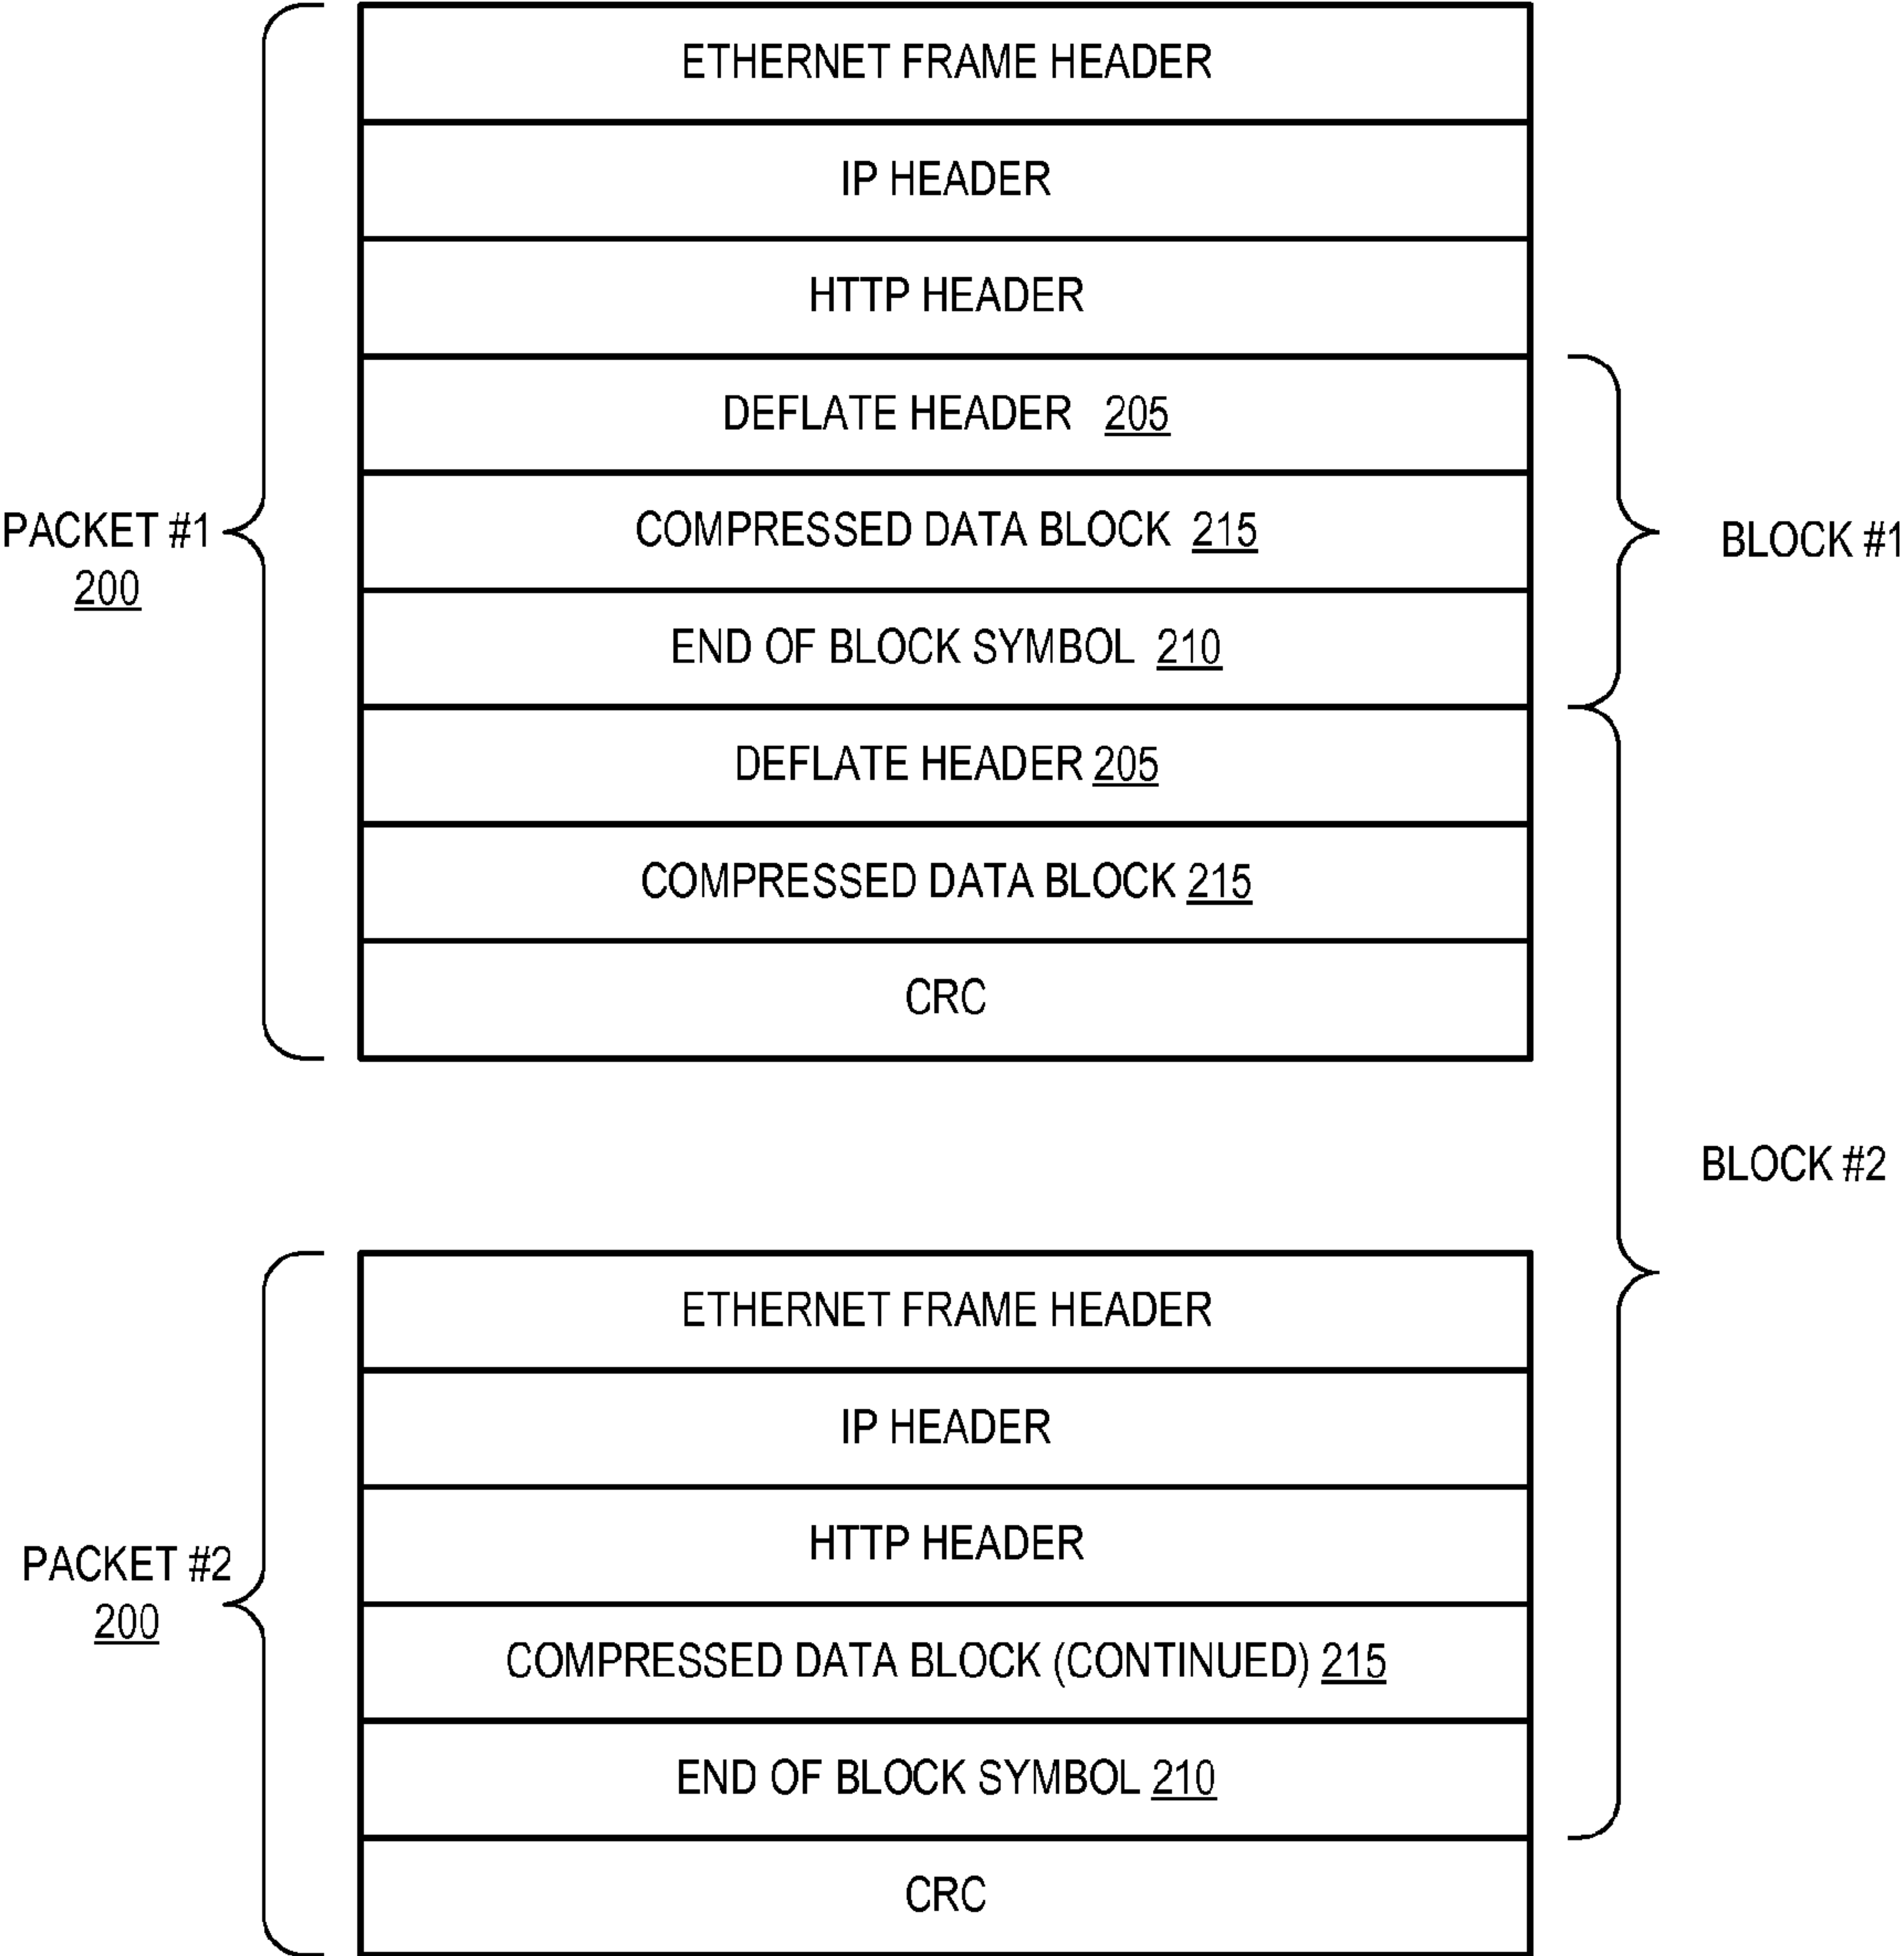 ETHERNET FRAME HEADER
IP HEADER
HTTP HEADER
DEFLATE HEADER 205
COMPRESSED DATA BLOCK 215
PACKET #1
200
BLOCK #1
END OF BLOCK SYMBOL 210
DEFLATE HEADER 205
COMPRESSED DATA BLOCK 215
CRC
BLOCK #2
ETHERNET FRAME HEADER
IP HEADER
HTTP HEADER
PACKET #2
200
COMPRESSED DATA BLOCK (CONTINUED) 215
END OF BLOCK SYMBOL 210
CRC